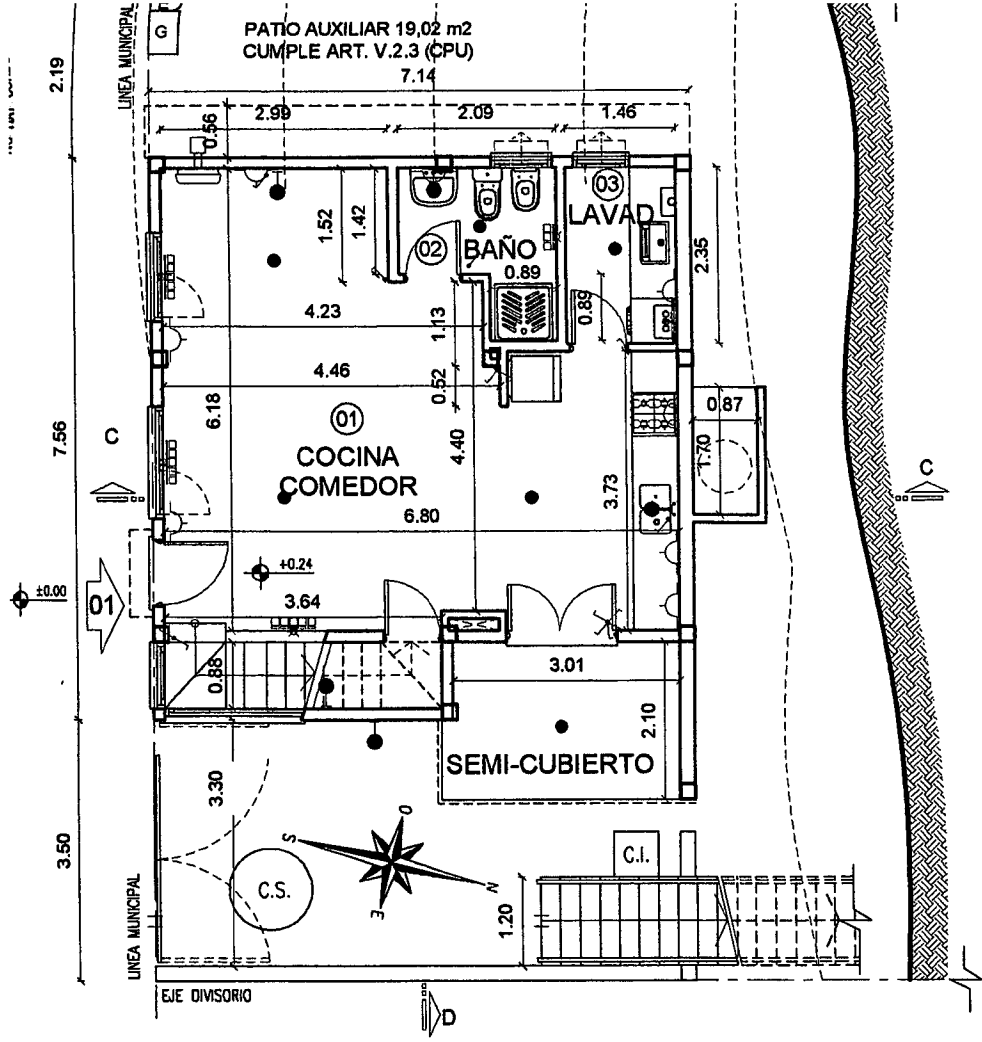 G
PATIO AUXILIAR 19,02 m2
CUMPLE ART. V.2.3 (CPU)
LINEA MUNICIPAL
2.19
7.14
2.99
2.09
1.46
0.56
03
LAVAD
1.52
1.42
02
BAÑO
2.35
0.89
0.89
4.23
1.13
4.46
0.52
0.87
6.18
01
4.40
1.70
7.56
C
COCINA
COMEDOR
C
3.73
6.80
+0.24
±0.00
01
3.64
0.88
3.01
2.10
SEMI-CUBIERTO
3.30
3.50
O
S
N
E
C.S.
C.I.
1.20
LINEA MUNICIPAL
EJE DIVISORIO
D